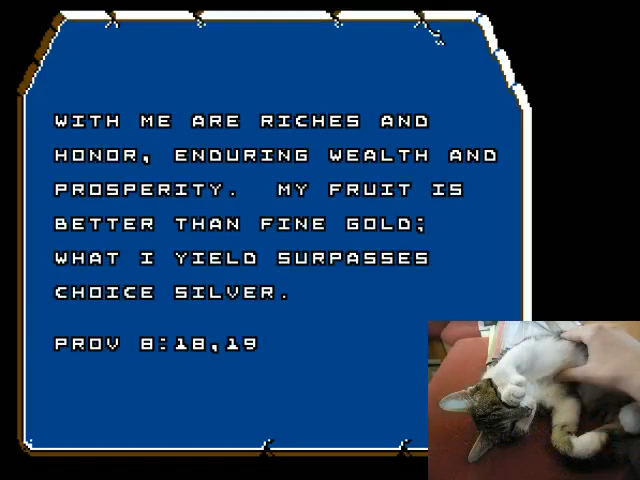 WITH ME ARE RICHES AND
HONOR, ENDURING WEALTH AND
PROSPERITY.  MY FRUIT IS
BETTER THAN FINE GOLD;
WHAT I YIELD SURPASSES
CHOICE SILVER.
PROV 8:18,19